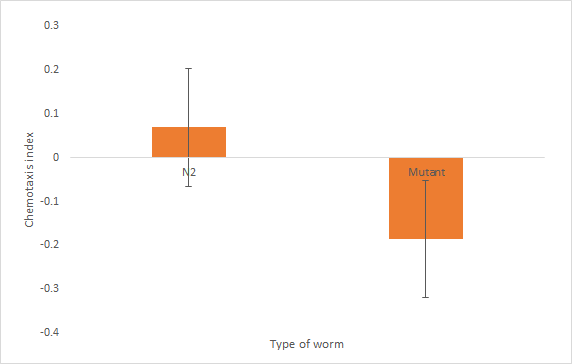 0.3
0.2
0.1
0
-0.1
-0.2
-0.3
-0.4
Chemotaxis index
N2
Mutant
Type of worm